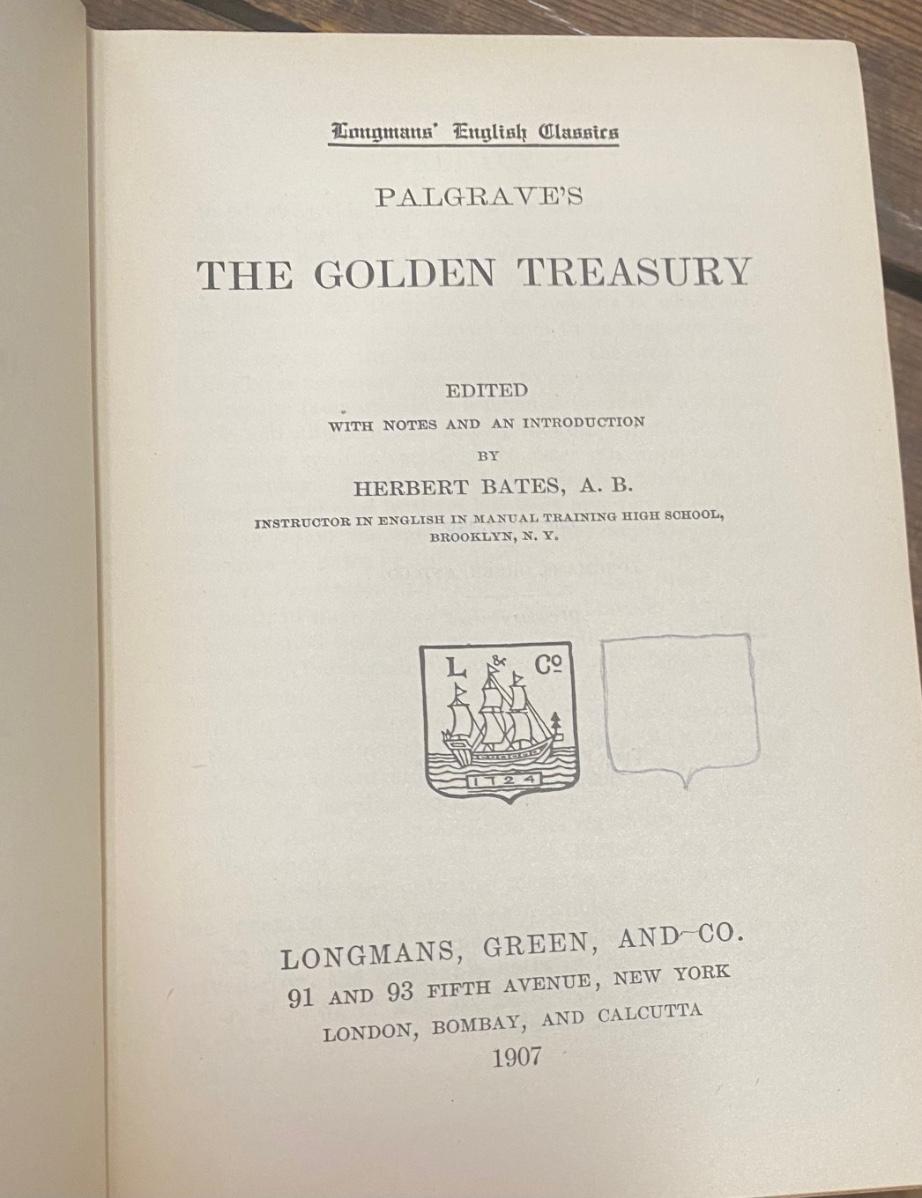 Longmans' English Classics
PALGRAVE'S
THE GOLDEN TREASURY
EDITED
WITH NOTES AND AN INTRODUCTION
BY
HERBERT BATES, A. B.
INSTRUCTOR IN ENGLISH IN MANUAL TRAINING HIGH SCHOOL,
BROOKLYN, N. Y.
L & Co
1724
LONGMANS, GREEN, AND CO.
91 AND 93 FIFTH AVENUE, NEW YORK
LONDON, BOMBAY, AND CALCUTTA
1907